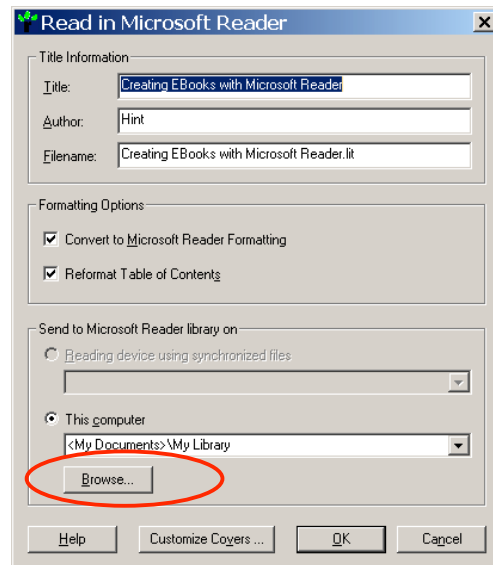 Read in Microsoft Reader
Title Information
Title: Creating EBooks with Microsoft Reader
Author: Hint
Filename: Creating EBooks with Microsoft Reader.lit
Formatting Options
Convert to Microsoft Reader Formatting
Reformat Table of Contents
Send to Microsoft Reader library on
Reading device using synchronized files
This computer
<My Documents>\My Library
Browse...
Help Customize Covers ... OK Cancel